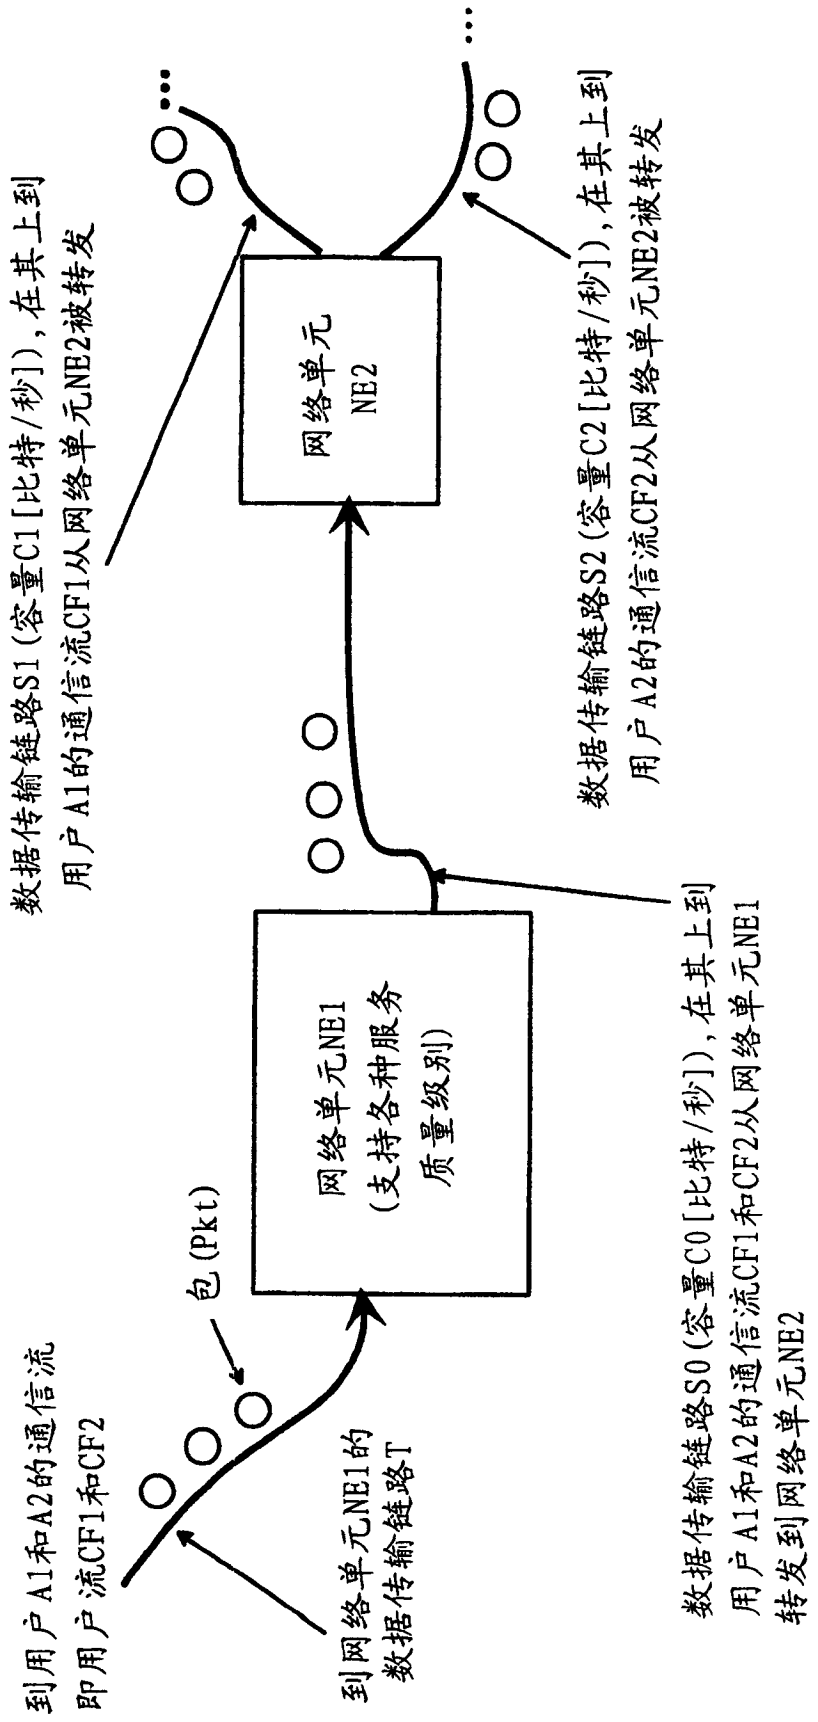 到用户A1和A2的通信流
即用户流CF1和CF2
包(Pkt)
到网络单元NE1的
数据传输链路T
网络单元NE1
(支持各种服务
质量级别)
数据传输链路S0(容量C0[比特/秒]),在其上到
用户A1和A2的通信流CF1和CF2从网络单元NE1
转发到网络单元NE2
网络单元
NE2
数据传输链路S1(容量C1[比特/秒]),在其上到
用户A1的通信流CF1从网络单元NE2被转发
...
数据传输链路S2(容量C2[比特/秒]),在其上到
用户A2的通信流CF2从网络单元NE2被转发
...